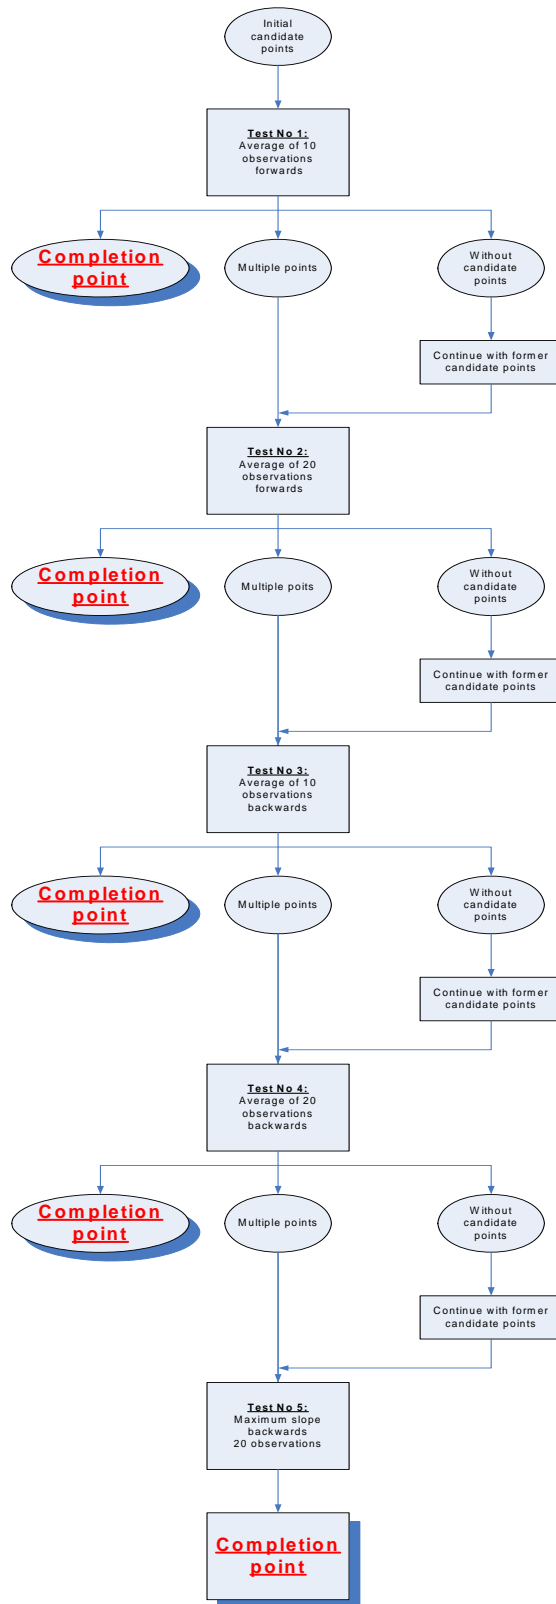 Initial
candidate
points
Test No 1:
Average of 10
observations
forwards
Completion
point
Multiple points
Without
candidate
points
Continue with former
candidate points
Test No 2:
Average of 20
observations
forwards
Completion
point
Multiple poits
Without
candidate
points
Continue with former
candidate points
Test No 3:
Average of 10
observations
backwards
Completion
point
Multiple points
Without
candidate
points
Continue with former
candidate points
Test No 4:
Average of 20
observations
backwards
Completion
point
Multiple points
Without
candidate
points
Continue with former
candidate points
Test No 5:
Maximum slope
backwards
20 observations
Completion
point